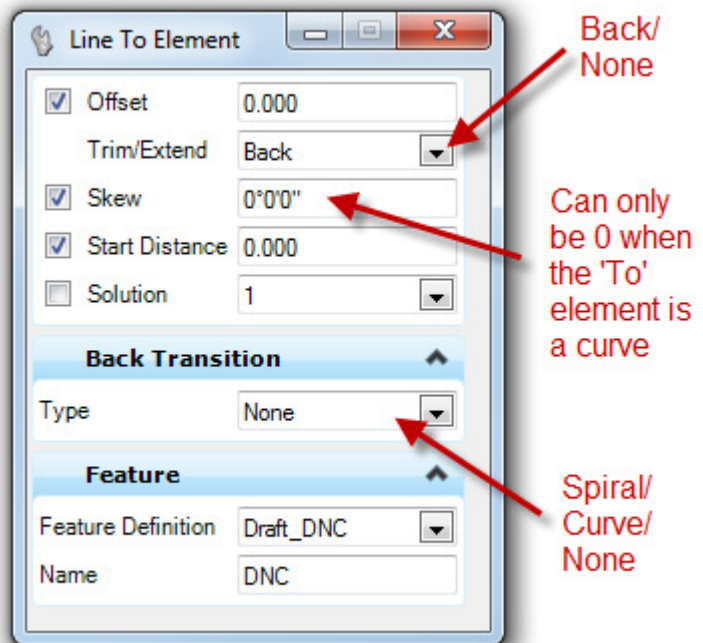 Line To Element
Offset 0.000
Trim/Extend Back
Skew 0°0'0"
Start Distance 0.000
Solution 1
Back Transition
Type None
Feature
Feature Definition Draft_DNC
Name DNC
Back/
None
Can only
be 0 when
the 'To'
element is
a curve
Spiral/
Curve/
None